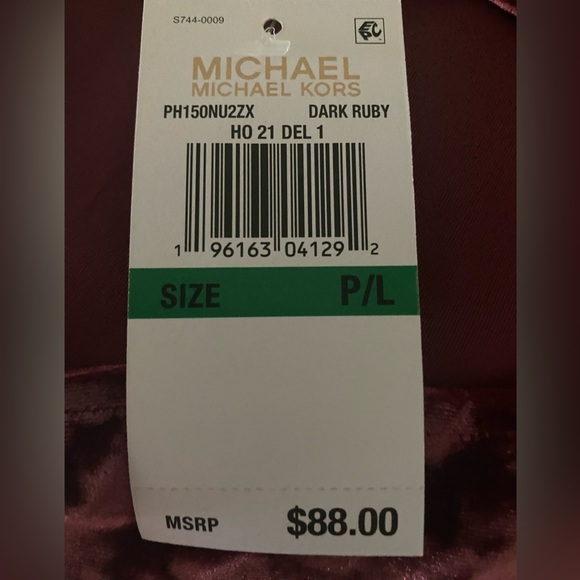 S744-0009
MICHAEL
MICHAEL KORS
PH150NU2ZX DARK RUBY
HO 21 DEL 1
1 96163 04129 2
SIZE P/L
MSRP $88.00